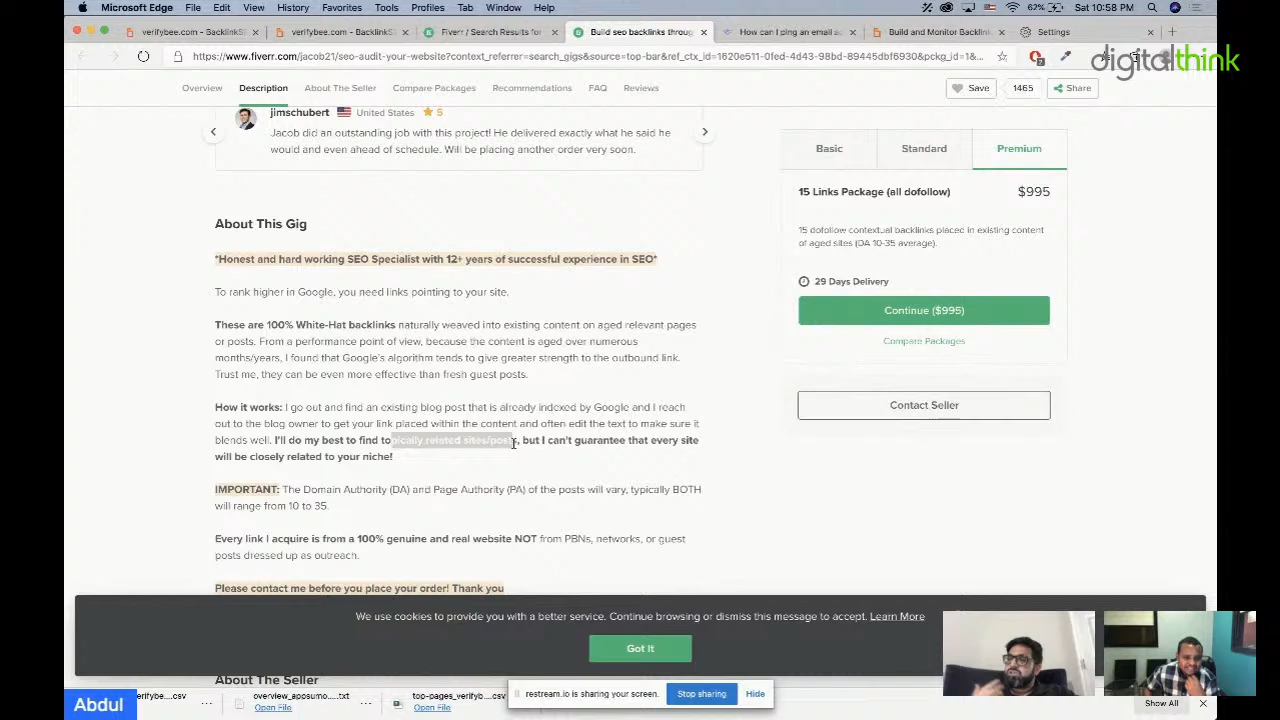 Microsoft Edge File Edit View History Favorites Tools Profiles Tab Window Help
62% Sat 10:58 PM
verifybee.com - BacklinkS
verifybee.com - BacklinkS
Fiverr / Search Results for
Build seo backlinks throug
How can I ping an email a
Build and Monitor Backlink
Settings
https://www.fiverr.com/jacob21/seo-audit-your-website?context_referrer=search_gigs&source=top-bar&ref_ctx_id=1620e511-0fed-4d43-98bd-89445dd62571&pckg_id=1&...
digitalthink
Overview Description About The Seller Compare Packages Recommendations FAQ Reviews
Save 1465 Share
jimschubert United States 5
Jacob did an outstanding job with this project! He delivered exactly what he said he
would and even ahead of schedule. Will be placing another order very soon.
Basic Standard Premium
15 Links Package (all dofollow) $995
15 dofollow contextual backlinks placed in existing content
of aged sites (DA 10-35 average).
29 Days Delivery
Continue ($995)
Compare Packages
Contact Seller
About This Gig
*Honest and hard working SEO Specialist with 12+ years of successful experience in SEO*
To rank higher in Google, you need links pointing to your site.
These are 100% White-Hat backlinks naturally weaved into existing content on aged relevant pages
or posts. From a performance point of view, because the content is aged over numerous
months/years, I found that Google's algorithm tends to give greater strength to the outbound link.
Trust me, they can be even more effective than fresh guest posts.
How it works: I go out and find an existing blog post that is already indexed by Google and I reach
out to the blog owner to get your link placed within the content and often edit the text to make sure it
blends well. I'll do my best to find topically related sites/posts, but I can't guarantee that every site
will be closely related to your niche!
IMPORTANT: The Domain Authority (DA) and Page Authority (PA) of the posts will vary, typically BOTH
will range from 10 to 35.
Every link I acquire is from a 100% genuine and real website NOT from PBNs, networks, or guest
posts dressed up as outreach.
Please contact me before you place your order! Thank you
We use cookies to provide you with a better service. Continue browsing or dismiss this message to accept. Learn More
Got It
About The Seller
verifybee.com_....csv
overview_appsumo....txt
Open File
top-pages_verifyb....csv
Open File
restream.io is sharing your screen. Stop sharing Hide
Show All
Abdul